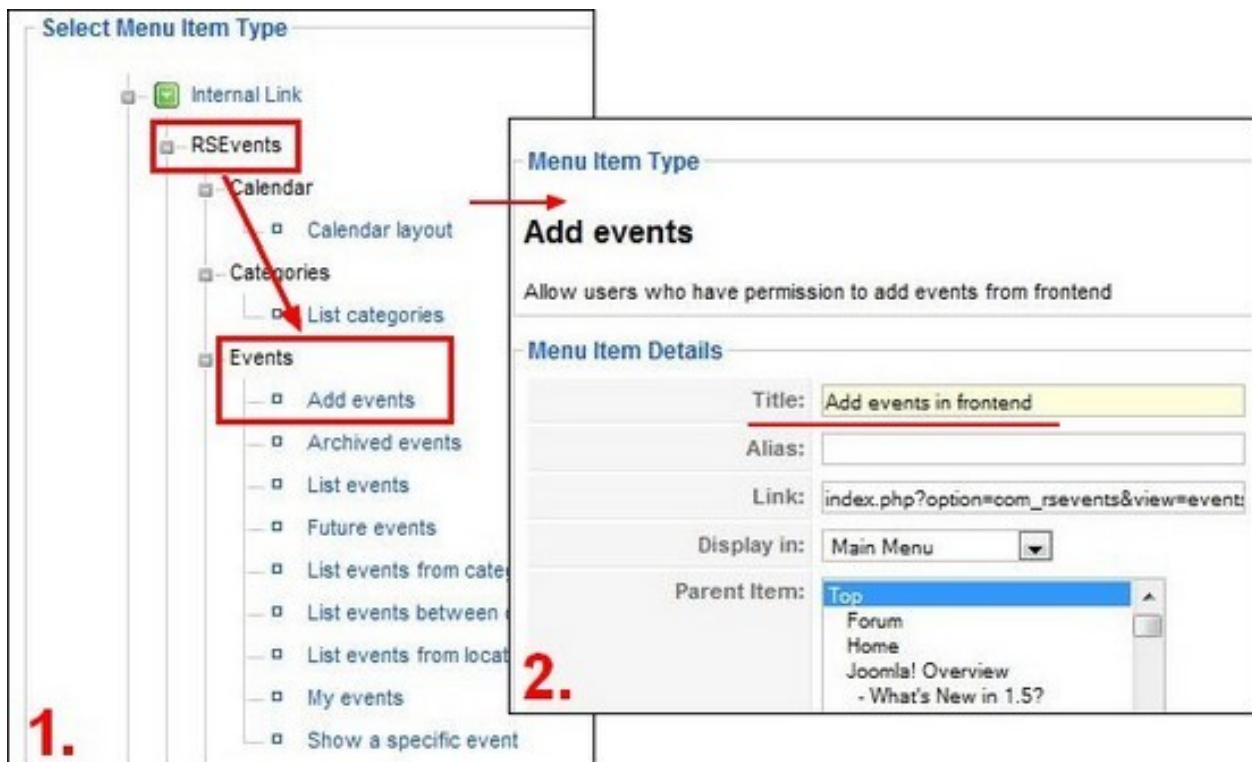 Select Menu Item Type
Internal Link
RSEvents
Calendar
Calendar layout
Categories
List categories
Events
Add events
Archived events
List events
Future events
List events from
List events between
List events from
My events
Show a specific event
1.
Menu Item Type
Add events
Allow users who have permission to add events from frontend
Menu Item Details
Title: Add events in frontend
Alias:
Link: index.php?option=com_rsevents&view=event
Display in: Main Menu
Parent Item: Top
Forum
Home
Joomla! Overview
- What's New in 1.5?
2.